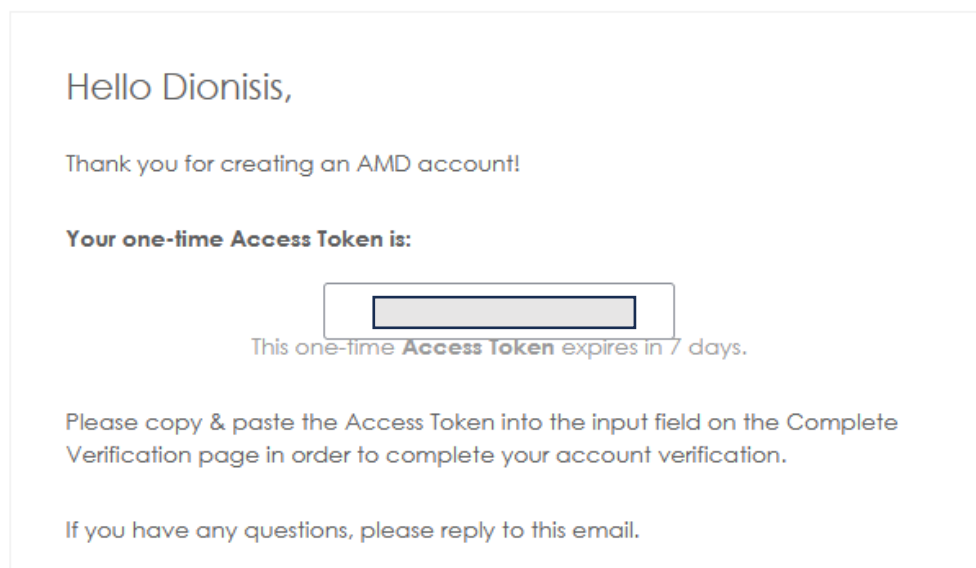 Hello Dionisis,
Thank you for creating an AMD account!
Your one-time Access Token is:
This one-time Access Token expires in 7 days.
Please copy & paste the Access Token into the input field on the Complete
Verification page in order to complete your account verification.
If you have any questions, please reply to this email.